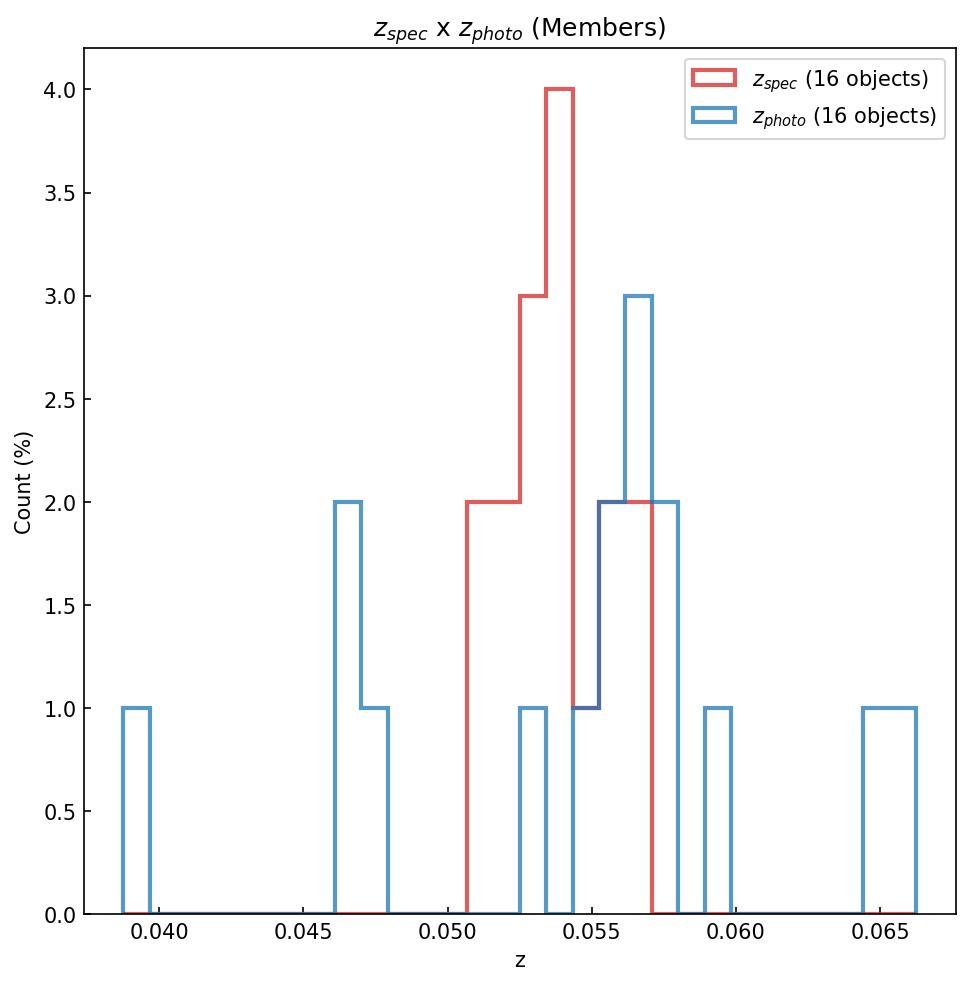 z_spec x z_photo (Members)
z_spec (16 objects)
z_photo (16 objects)
Count (%)
4.0
3.5
3.0
2.5
2.0
1.5
1.0
0.5
0.0
0.040 0.045 0.050 0.055 0.060 0.065
z